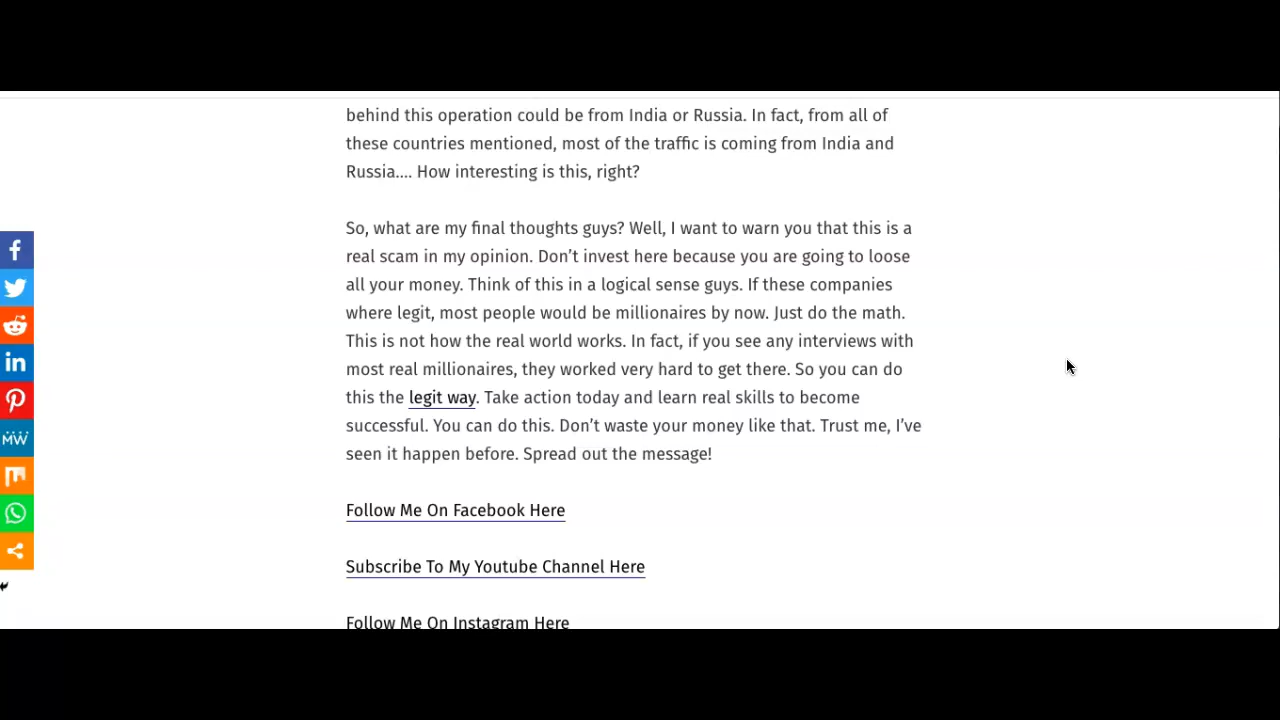 behind this operation could be from India or Russia. In fact, from all of
these countries mentioned, most of the traffic is coming from India and
Russia.... How interesting is this, right?
So, what are my final thoughts guys? Well, I want to warn you that this is a
real scam in my opinion. Don’t invest here because you are going to loose
all your money. Think of this in a logical sense guys. If these companies
where legit, most people would be millionaires by now. Just do the math.
This is not how the real world works. In fact, if you see any interviews with
most real millionaires, they worked very hard to get there. So you can do
this the legit way. Take action today and learn real skills to become
successful. You can do this. Don’t waste your money like that. Trust me, I’ve
seen it happen before. Spread out the message!
Follow Me On Facebook Here
Subscribe To My Youtube Channel Here
Follow Me On Instagram Here
MW